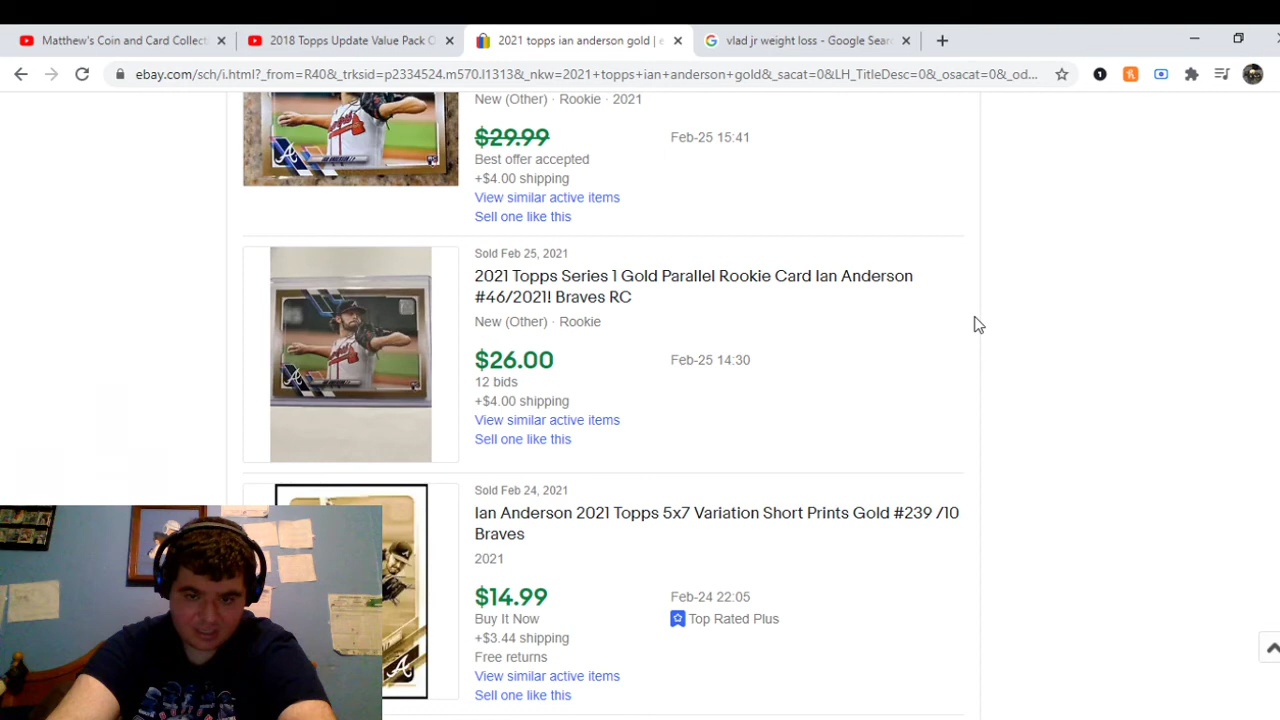 Matthew's Coin and Card Collect
2018 Topps Update Value Pack O
2021 topps ian anderson gold | e
vlad jr weight loss - Google Sear
ebay.com/sch/i.html?_from=R40&_trksid=p2334524.m570.l1313&_nkw=2021+topps+ian+anderson+gold&_sacat=0&LH_TitleDesc=0&_osacat=0&_od...
New (Other) · Rookie · 2021
$29.99
Feb-25 15:41
Best offer accepted
+$4.00 shipping
View similar active items
Sell one like this
Sold Feb 25, 2021
2021 Topps Series 1 Gold Parallel Rookie Card Ian Anderson
#46/2021! Braves RC
New (Other) · Rookie
$26.00
Feb-25 14:30
12 bids
+$4.00 shipping
View similar active items
Sell one like this
Sold Feb 24, 2021
Ian Anderson 2021 Topps 5x7 Variation Short Prints Gold #239 /10
Braves
2021
$14.99
Feb-24 22:05
Buy It Now
Top Rated Plus
+$3.44 shipping
Free returns
View similar active items
Sell one like this